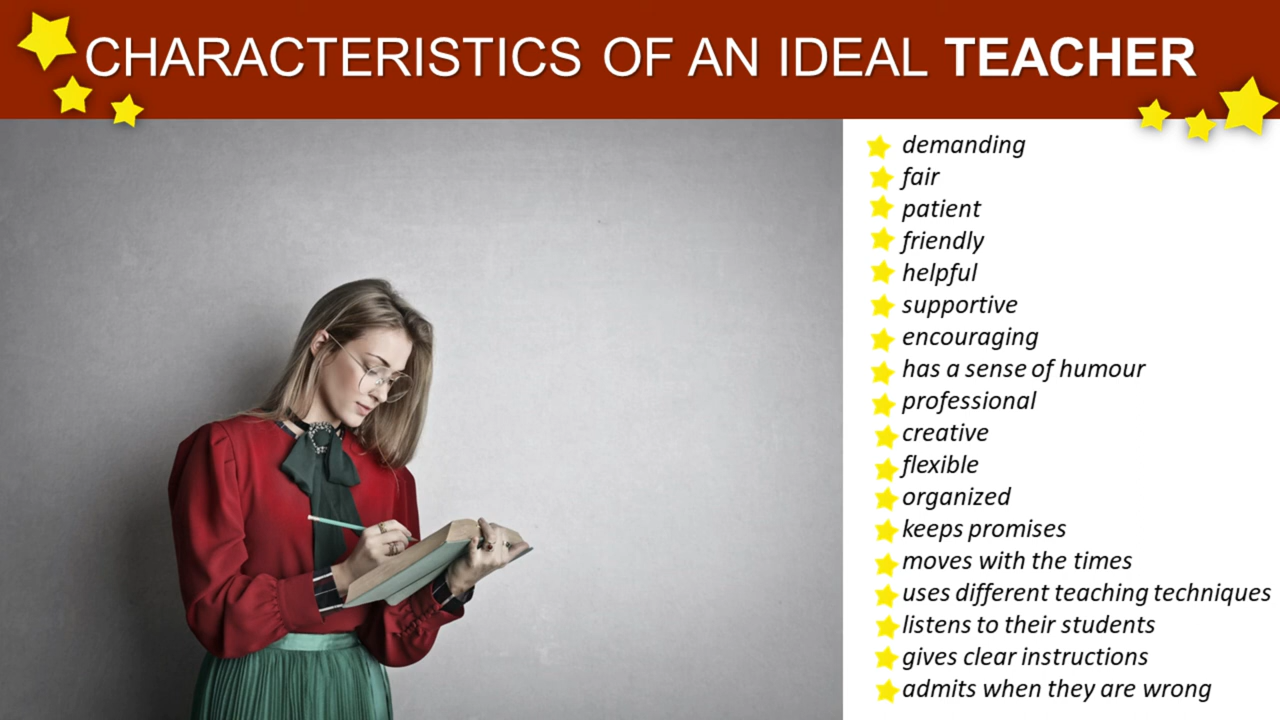 CHARACTERISTICS OF AN IDEAL TEACHER
demanding
fair
patient
friendly
helpful
supportive
encouraging
has a sense of humour
professional
creative
flexible
organized
keeps promises
moves with the times
uses different teaching techniques
listens to their students
gives clear instructions
admits when they are wrong